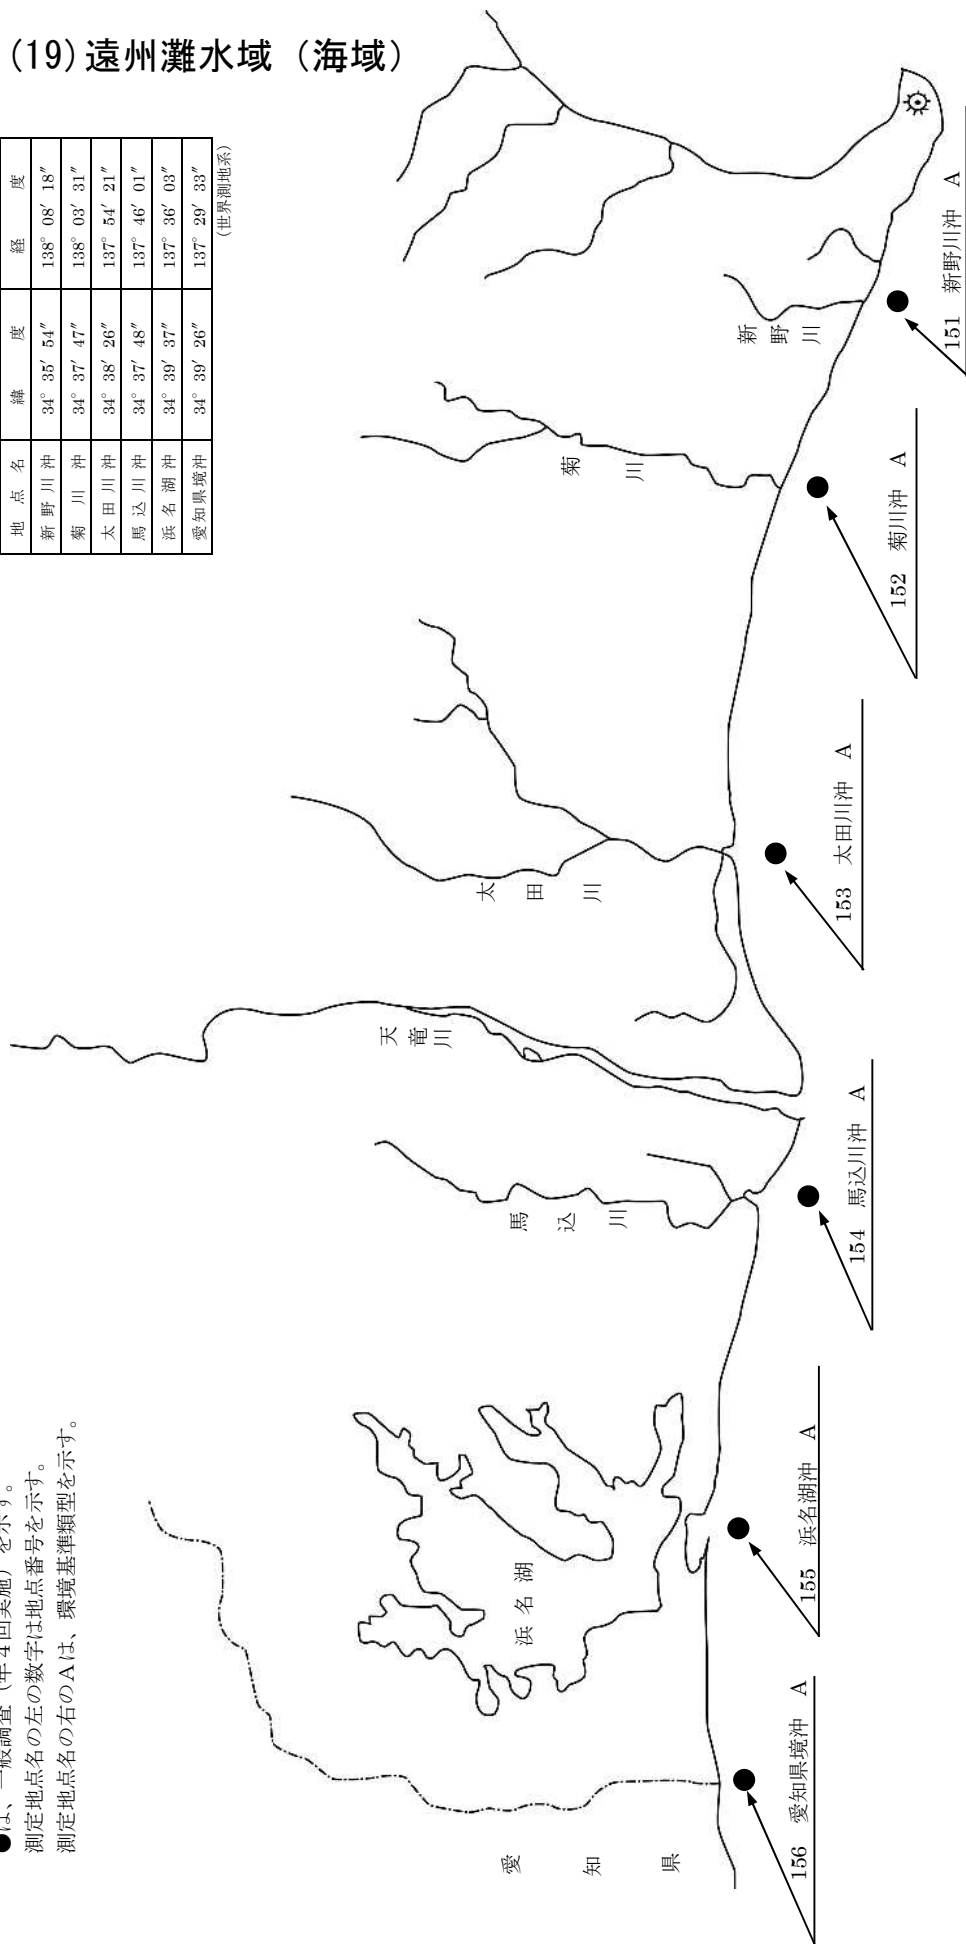 (19)遠州灘水域（海域）
地点名 緯度 経度
新野川沖 34° 35′ 54″ 138° 08′ 18″
菊川沖 34° 37′ 47″ 138° 03′ 31″
太田川沖 34° 38′ 26″ 137° 54′ 21″
馬込川沖 34° 37′ 48″ 137° 46′ 01″
浜名湖沖 34° 39′ 37″ 137° 36′ 03″
愛知県境沖 34° 39′ 26″ 137° 29′ 33″
(世界測地系)
●は、一般調査（年４回実施）を示す。
測定地点名の左の数字は地点番号を示す。
測定地点名の右のＡは、環境基準類型を示す。
新野川
菊川
太田川
天竜川
馬込川
浜名湖
愛知県
151 新野川沖 A
152 菊川沖 A
153 太田川沖 A
154 馬込川沖 A
155 浜名湖沖 A
156 愛知県境沖 A